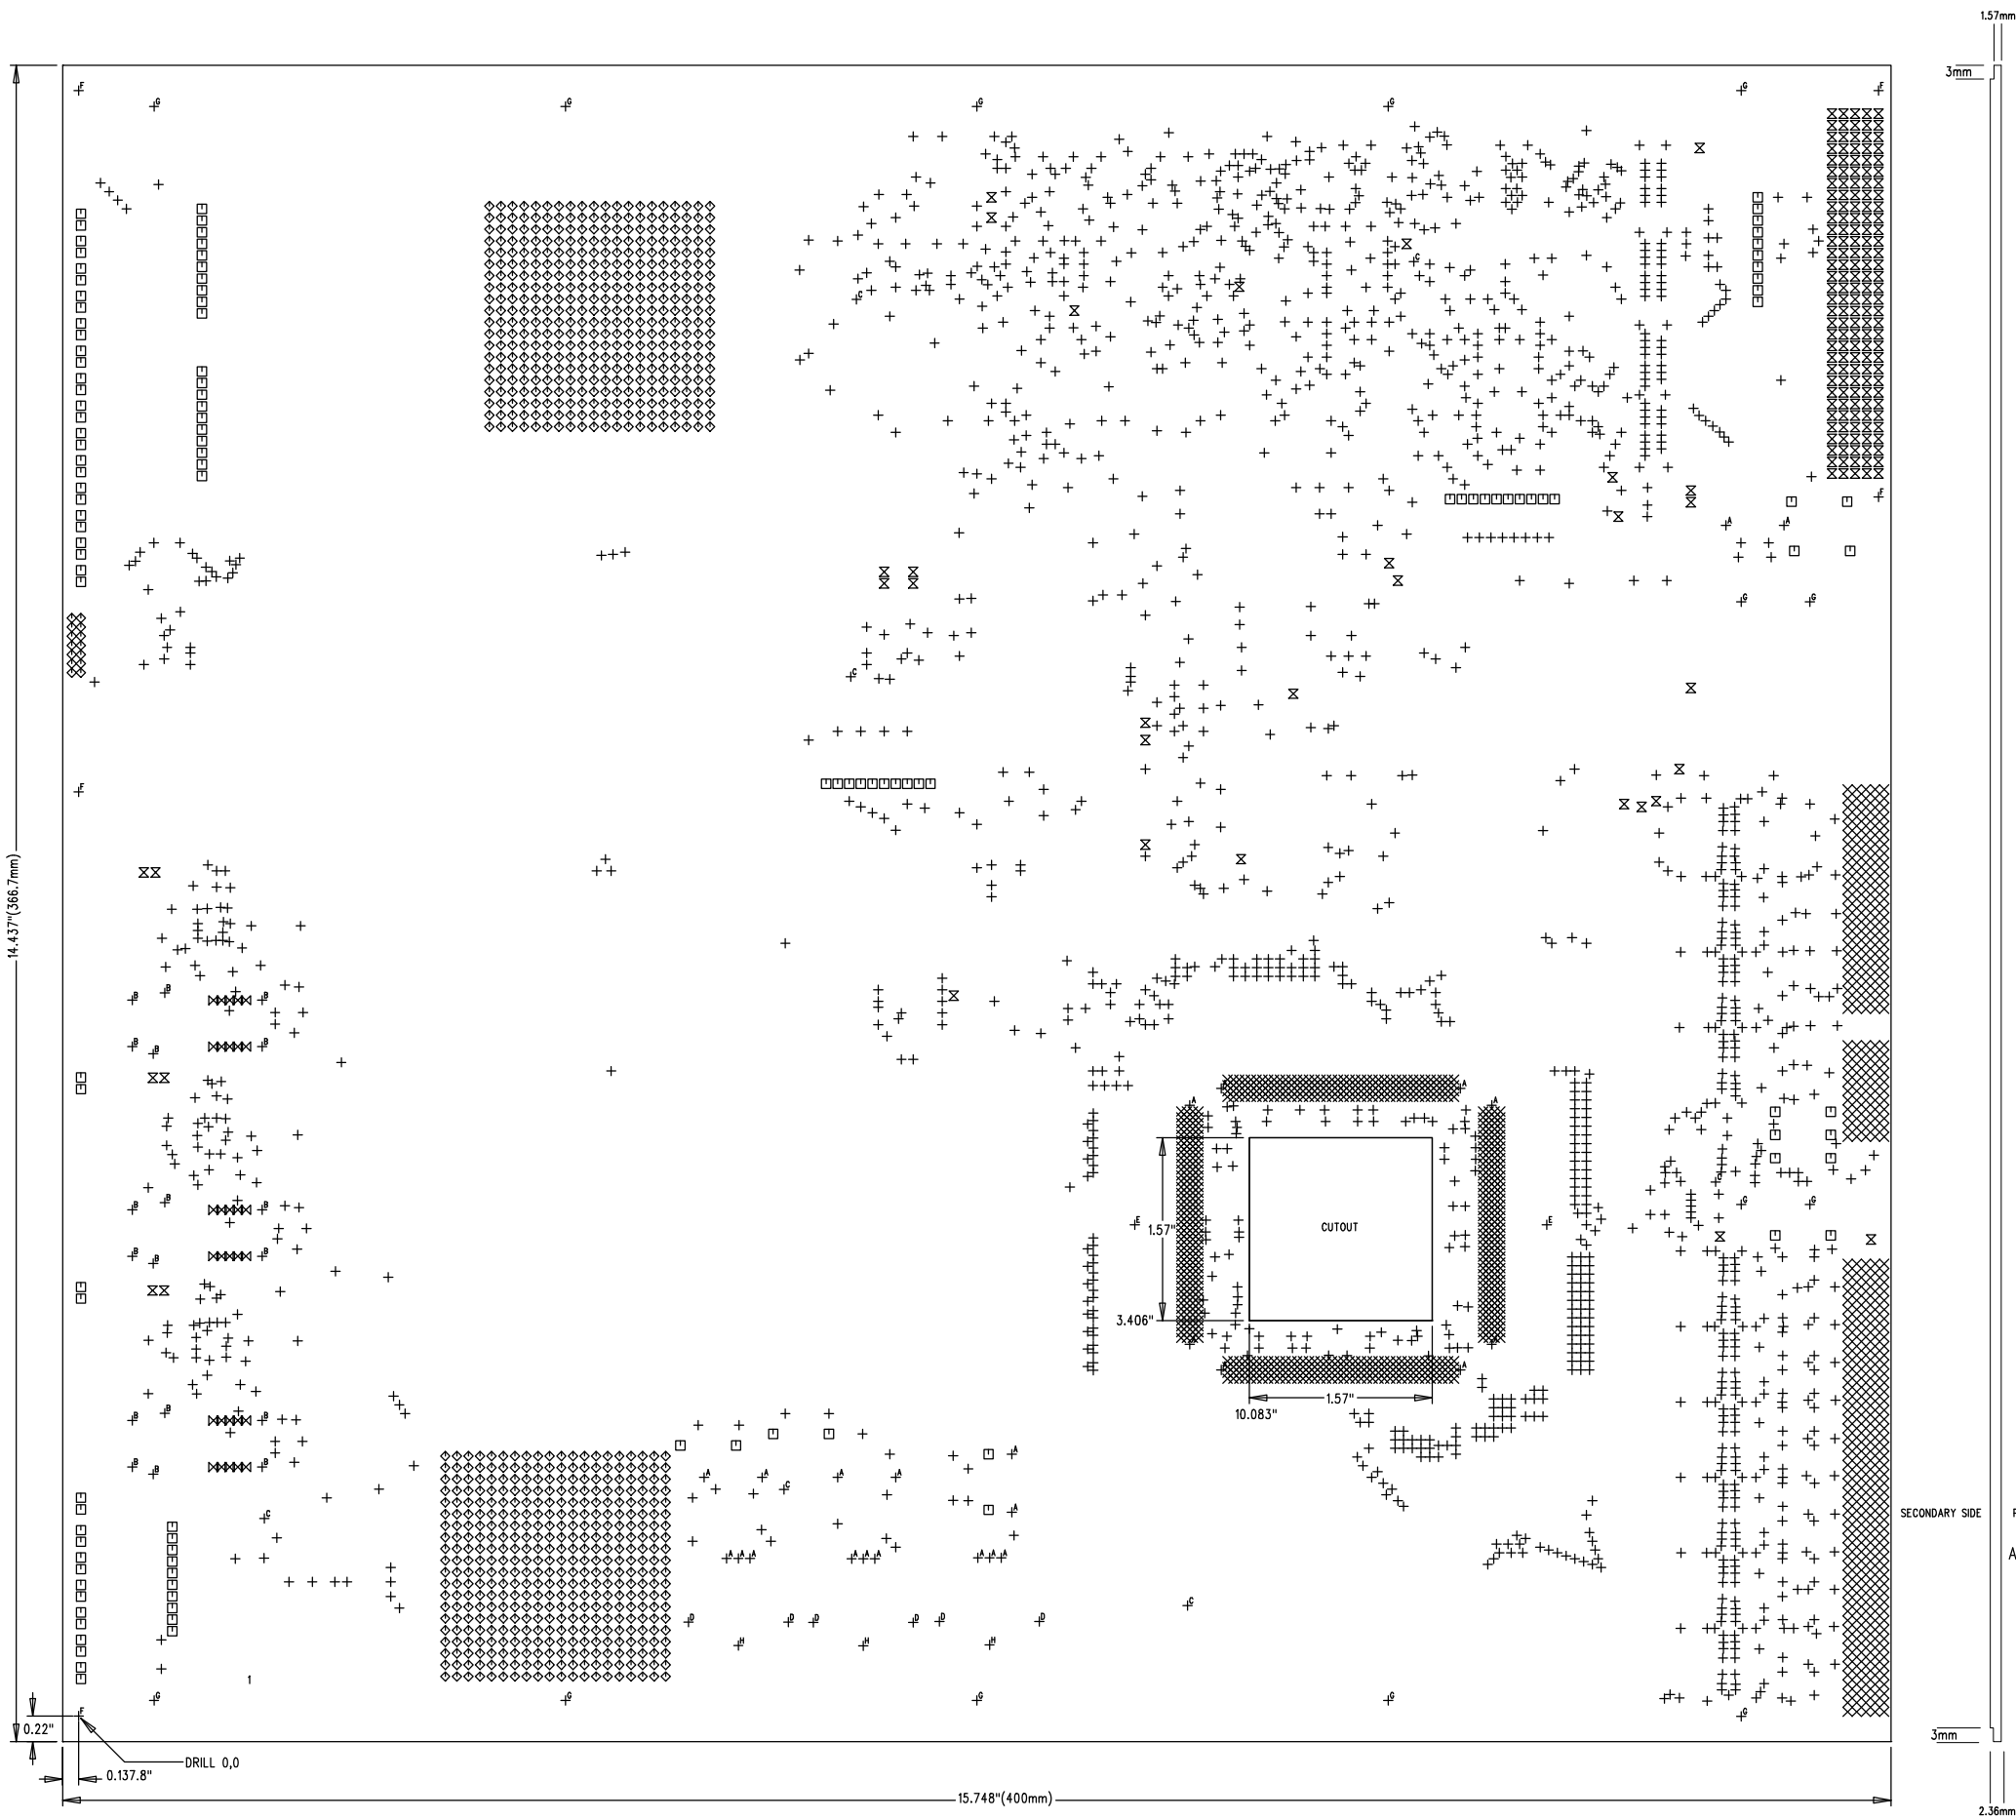 1.57mm
3mm
14.437"(366.7mm)
CUTOUT
1.57"
3.406"
1.57"
10.083"
SECONDARY SIDE
1
0.22"
DRILL 0,0
0.137.8"
3mm
15.748"(400mm)
2.36mm